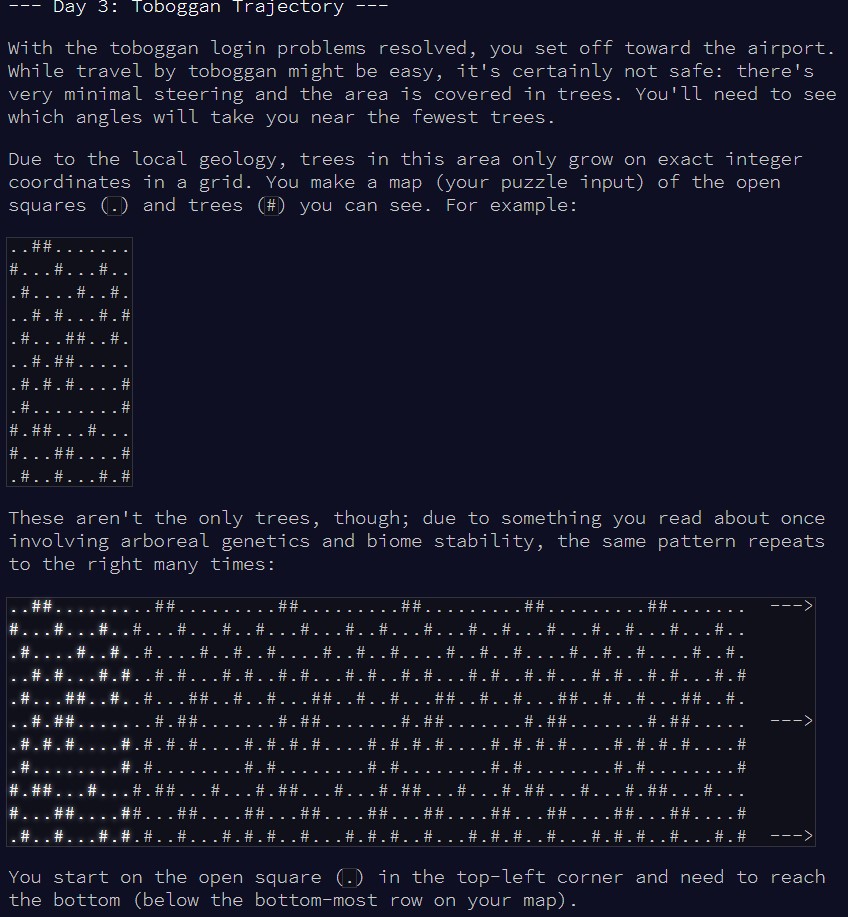 --- Day 3: Toboggan Trajectory ---
With the toboggan login problems resolved, you set off toward the airport.
While travel by toboggan might be easy, it's certainly not safe: there's
very minimal steering and the area is covered in trees. You'll need to see
which angles will take you near the fewest trees.
Due to the local geology, trees in this area only grow on exact integer
coordinates in a grid. You make a map (your puzzle input) of the open
squares (.) and trees (#) you can see. For example:
..##.......
#...#...#..
.#....#..#.
..#.#...#.#
.#...##..#.
..#.##.....
.#.#.#....#
.#........#
#.##...#...
#...##....#
.#..#...#.#
These aren't the only trees, though; due to something you read about once
involving arboreal genetics and biome stability, the same pattern repeats
to the right many times:
..##.........##.........##.........##.........##.........##.......  --->
#...#...#..#...#...#..#...#...#..#...#...#..#...#...#..#...#...#..
.#....#..#..#....#..#..#....#..#..#....#..#..#....#..#..#....#..#.
..#.#...#.#..#.#...#.#..#.#...#.#..#.#...#.#..#.#...#.#..#.#...#.#
.#...##..#..#...##..#..#...##..#..#...##..#..#...##..#..#...##..#.
..#.##.......#.##.......#.##.......#.##.......#.##.......#.##.....  --->
.#.#.#....#.#.#.#....#.#.#.#....#.#.#.#....#.#.#.#....#.#.#.#....#
.#........#.#........#.#........#.#........#.#........#.#........#
#.##...#...#.##...#...#.##...#...#.##...#...#.##...#...#.##...#...
#...##....##...##....##...##....##...##....##...##....##...##....#
.#..#...#.#.#..#...#.#.#..#...#.#.#..#...#.#.#..#...#.#.#..#...#.#  --->
You start on the open square (.) in the top-left corner and need to reach
the bottom (below the bottom-most row on your map).